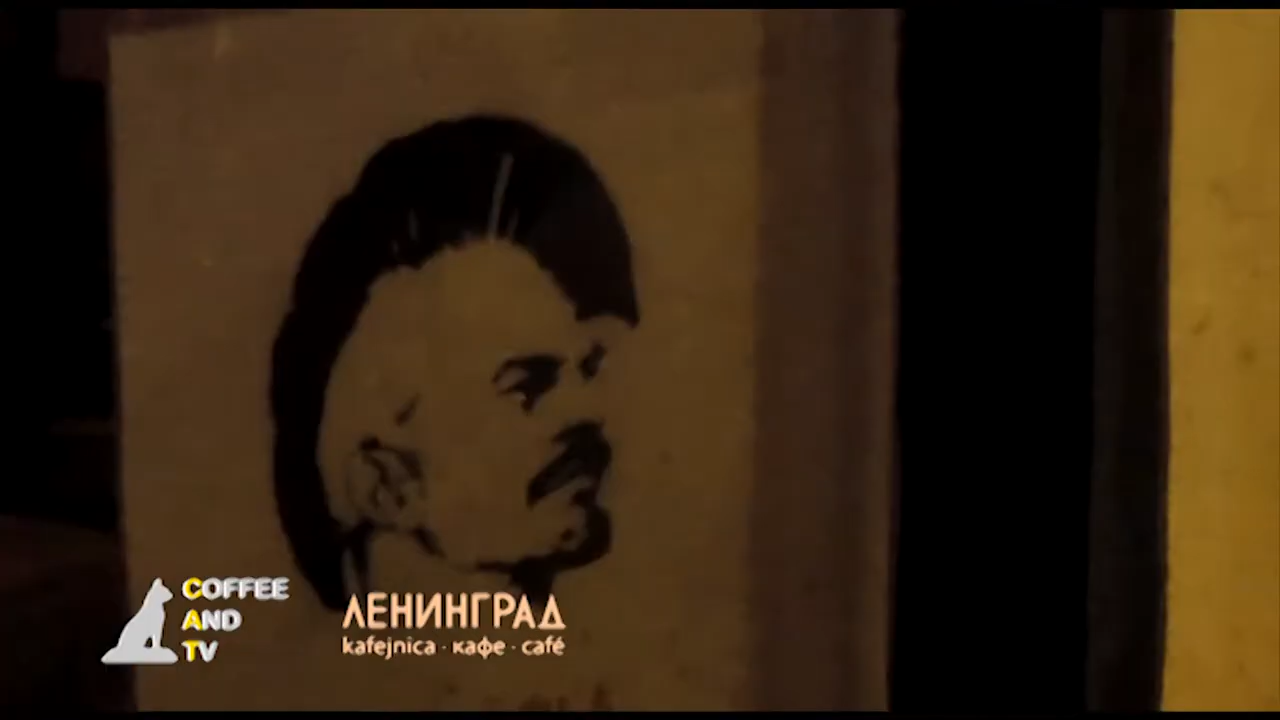 COFFEE
AND
TV
ЛЕНИНГРАД
kafejnica · кафе · café